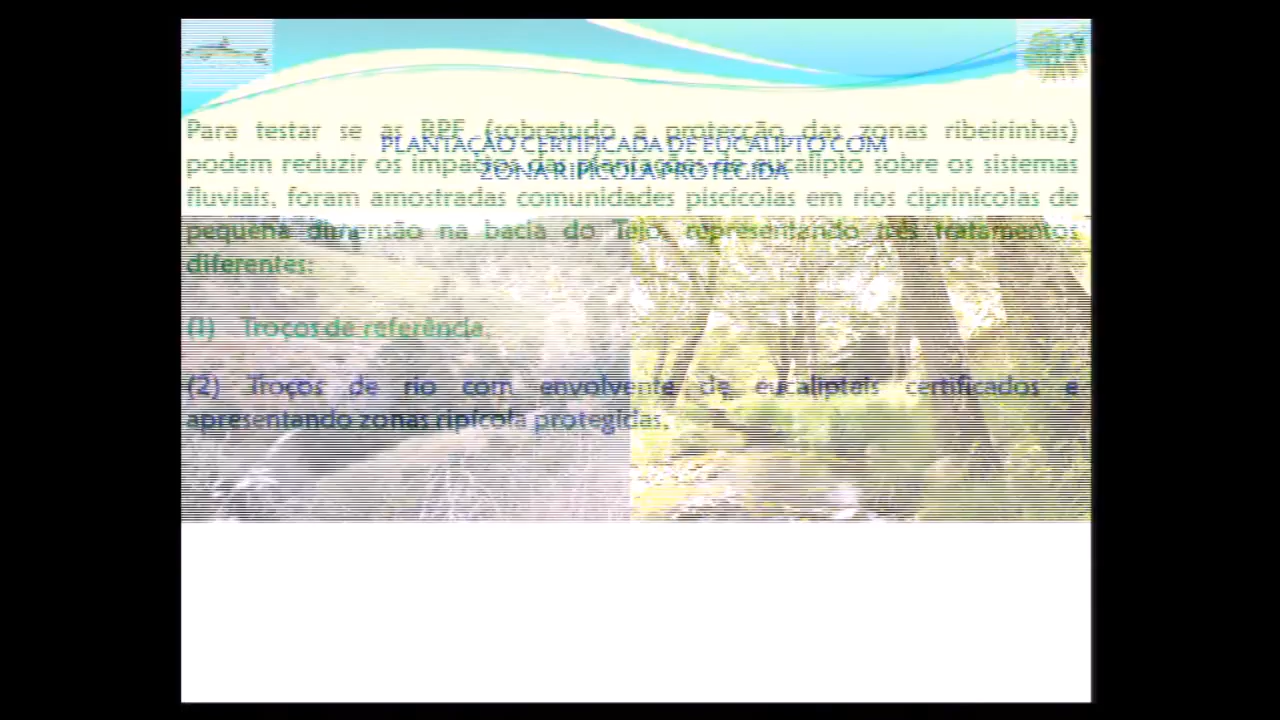 Para testar se as BPF (sobretudo a protecção das zonas ribeirinhas)
PLANTAÇÃO CERTIFICADA DE EUCALIPTO COM
podem reduzir os impactos das plantações de eucalipto sobre os sistemas
ZONA RIPÍCOLA PROTEGIDA
fluviais, foram amostradas comunidades piscícolas em rios ciprinícolas de
pequena dimensão na bacia do Tejo, representando três tratamentos
diferentes:
(1) Troços de referência,
(2) Troços de rio com envolvente de eucaliptais certificados e
apresentando zonas ripícola protegidas,